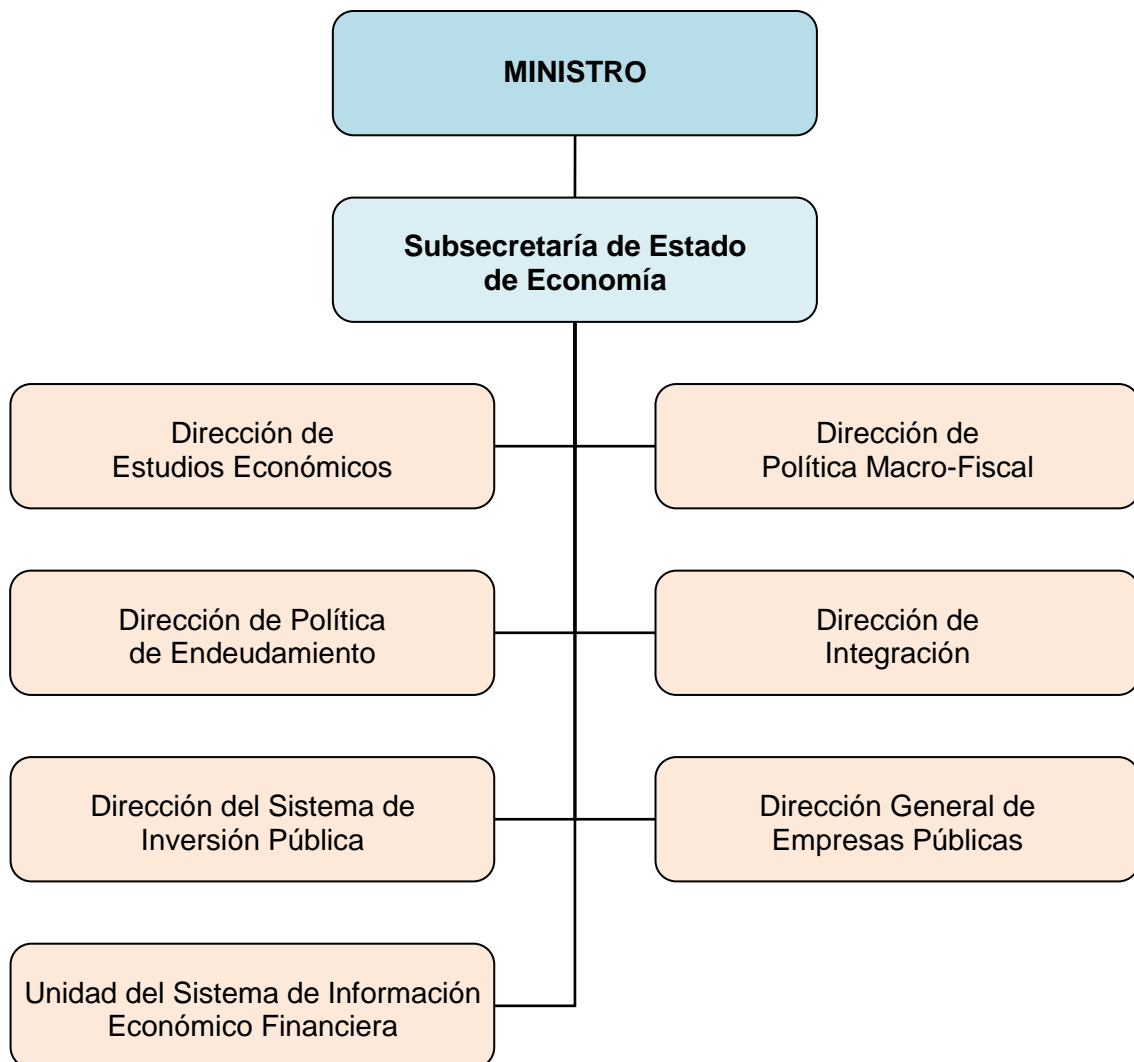 MINISTRO
Subsecretaría de Estado
de Economía
Dirección de
Estudios Económicos
Dirección de
Política Macro-Fiscal
Dirección de Política
de Endeudamiento
Dirección de
Integración
Dirección del Sistema de
Inversión Pública
Dirección General de
Empresas Públicas
Unidad del Sistema de Información
Económico Financiera